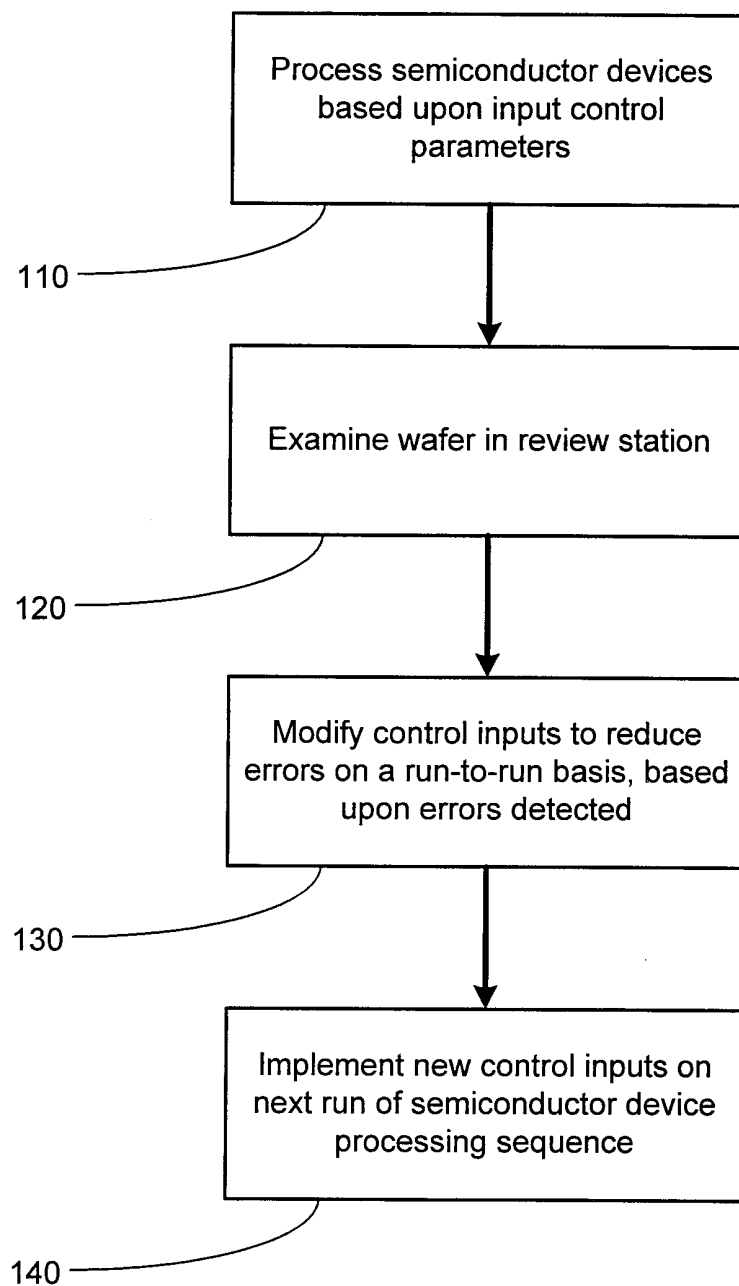 Process semiconductor devices
based upon input control
parameters
110
Examine wafer in review station
120
Modify control inputs to reduce
errors on a run-to-run basis, based
upon errors detected
130
Implement new control inputs on
next run of semiconductor device
processing sequence
140